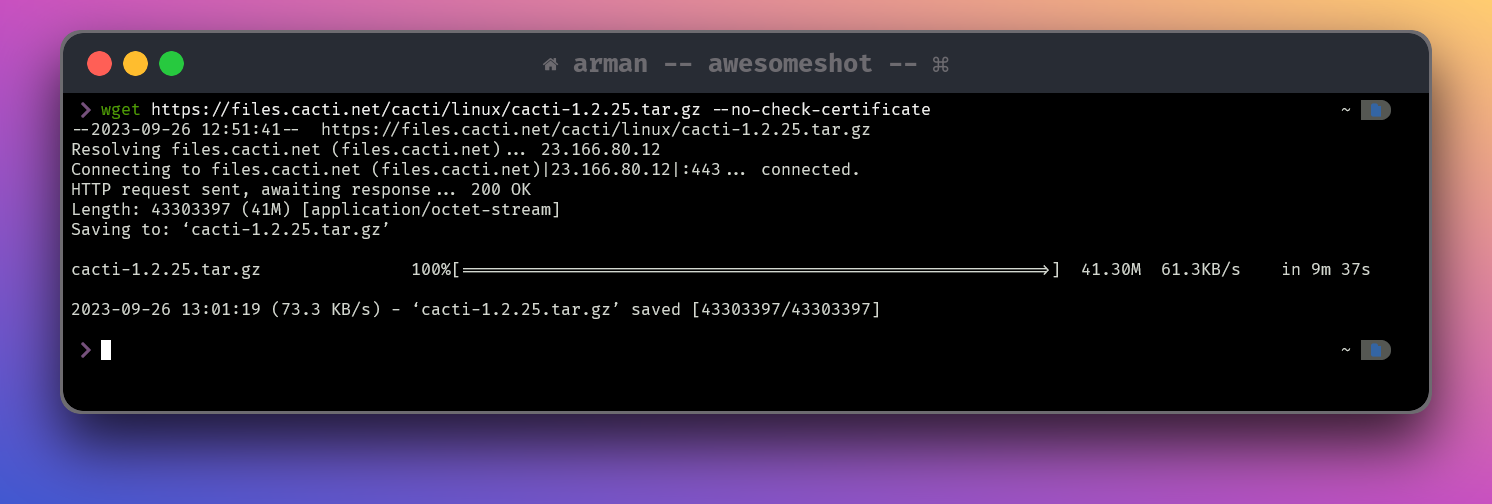 arman -- awesomeshot -- ⌘
❯ wget https://files.cacti.net/cacti/linux/cacti-1.2.25.tar.gz --no-check-certificate ~
--2023-09-26 12:51:41--  https://files.cacti.net/cacti/linux/cacti-1.2.25.tar.gz
Resolving files.cacti.net (files.cacti.net)... 23.166.80.12
Connecting to files.cacti.net (files.cacti.net)|23.166.80.12|:443... connected.
HTTP request sent, awaiting response... 200 OK
Length: 43303397 (41M) [application/octet-stream]
Saving to: ‘cacti-1.2.25.tar.gz’
cacti-1.2.25.tar.gz 100%[===========================================================>] 41.30M 61.3KB/s in 9m 37s
2023-09-26 13:01:19 (73.3 KB/s) - ‘cacti-1.2.25.tar.gz’ saved [43303397/43303397]
❯ ~